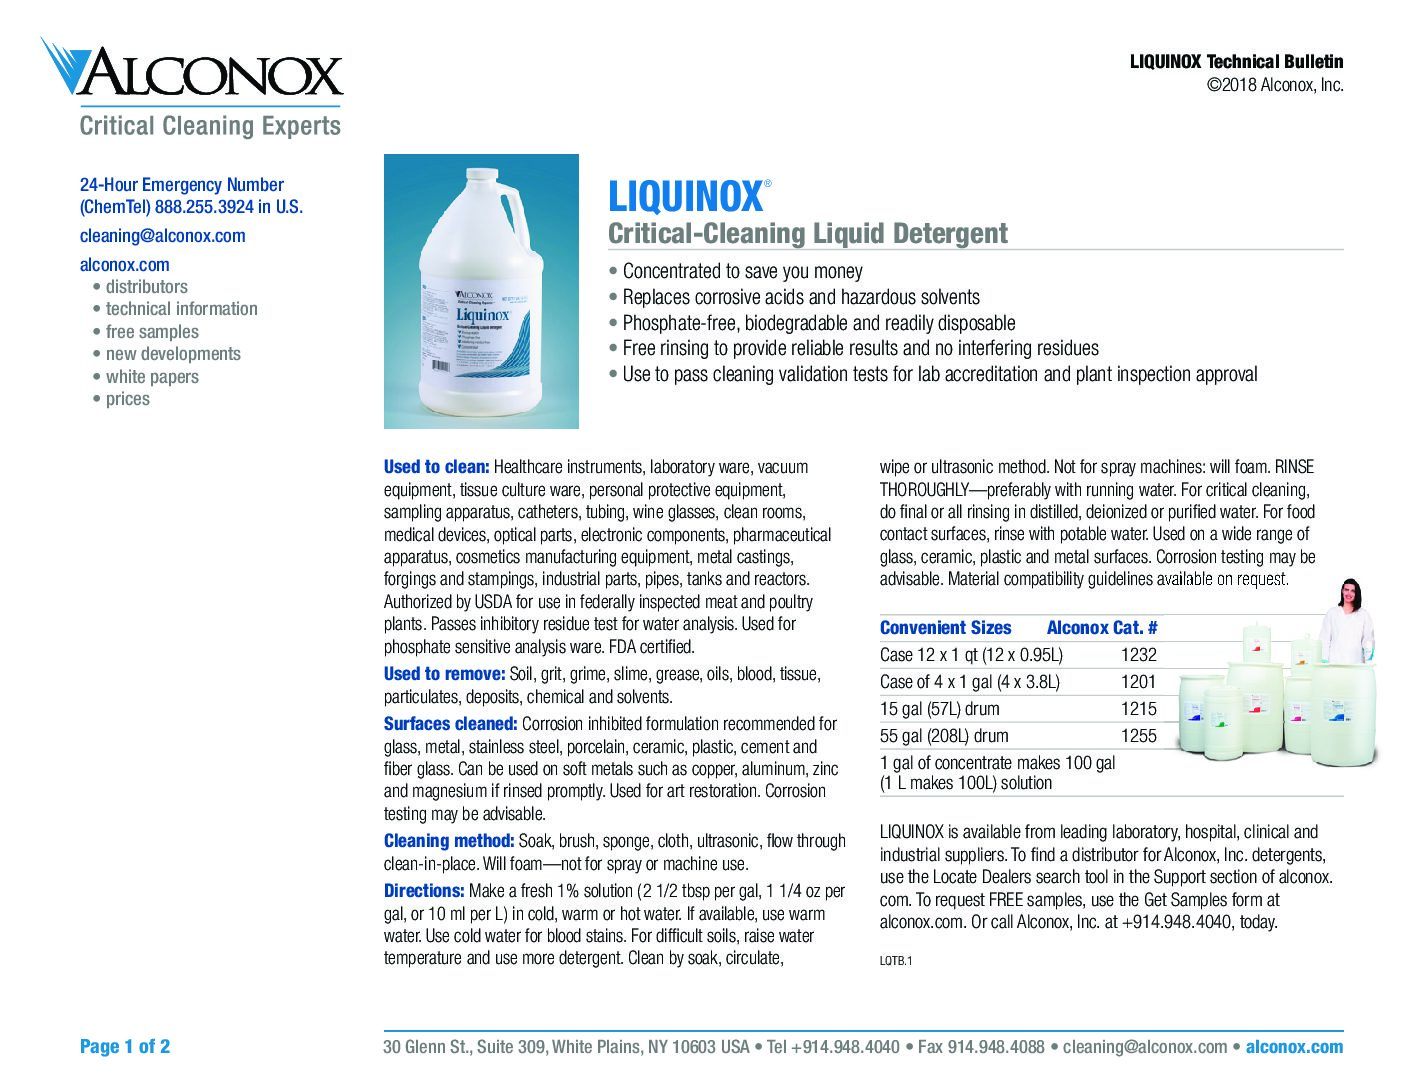 ALCONOX
Critical Cleaning Experts
LIQUINOX Technical Bulletin
©2018 Alconox, Inc.
24-Hour Emergency Number
(ChemTel) 888.255.3924 in U.S.
cleaning@alconox.com
alconox.com
• distributors
• technical information
• free samples
• new developments
• white papers
• prices
ALCONOX
Critical Cleaning Experts
Liquinox
LIQUINOX®
Critical-Cleaning Liquid Detergent
• Concentrated to save you money
• Replaces corrosive acids and hazardous solvents
• Phosphate-free, biodegradable and readily disposable
• Free rinsing to provide reliable results and no interfering residues
• Use to pass cleaning validation tests for lab accreditation and plant inspection approval
Used to clean: Healthcare instruments, laboratory ware, vacuum
equipment, tissue culture ware, personal protective equipment,
sampling apparatus, catheters, tubing, wine glasses, clean rooms,
medical devices, optical parts, electronic components, pharmaceutical
apparatus, cosmetics manufacturing equipment, metal castings,
forgings and stampings, industrial parts, pipes, tanks and reactors.
Authorized by USDA for use in federally inspected meat and poultry
plants. Passes inhibitory residue test for water analysis. Used for
phosphate sensitive analysis ware. FDA certified.
Used to remove: Soil, grit, grime, slime, grease, oils, blood, tissue,
particulates, deposits, chemical and solvents.
Surfaces cleaned: Corrosion inhibited formulation recommended for
glass, metal, stainless steel, porcelain, ceramic, plastic, cement and
fiber glass. Can be used on soft metals such as copper, aluminum, zinc
and magnesium if rinsed promptly. Used for art restoration. Corrosion
testing may be advisable.
Cleaning method: Soak, brush, sponge, cloth, ultrasonic, flow through
clean-in-place. Will foam—not for spray or machine use.
Directions: Make a fresh 1% solution (2 1/2 tbsp per gal, 1 1/4 oz per
gal, or 10 ml per L) in cold, warm or hot water. If available, use warm
water. Use cold water for blood stains. For difficult soils, raise water
temperature and use more detergent. Clean by soak, circulate,
wipe or ultrasonic method. Not for spray machines: will foam. RINSE
THOROUGHLY—preferably with running water. For critical cleaning,
do final or all rinsing in distilled, deionized or purified water. For food
contact surfaces, rinse with potable water. Used on a wide range of
glass, ceramic, plastic and metal surfaces. Corrosion testing may be
advisable. Material compatibility guidelines available on request.
Convenient Sizes Alconox Cat. #
Case 12 x 1 qt (12 x 0.95L) 1232
Case of 4 x 1 gal (4 x 3.8L) 1201
15 gal (57L) drum 1215
55 gal (208L) drum 1255
1 gal of concentrate makes 100 gal
(1 L makes 100L) solution
LIQUINOX is available from leading laboratory, hospital, clinical and
industrial suppliers. To find a distributor for Alconox, Inc. detergents,
use the Locate Dealers search tool in the Support section of alconox.
com. To request FREE samples, use the Get Samples form at
alconox.com. Or call Alconox, Inc. at +914.948.4040, today.
LQTB.1
Page 1 of 2
30 Glenn St., Suite 309, White Plains, NY 10603 USA • Tel +914.948.4040 • Fax 914.948.4088 • cleaning@alconox.com • alconox.com